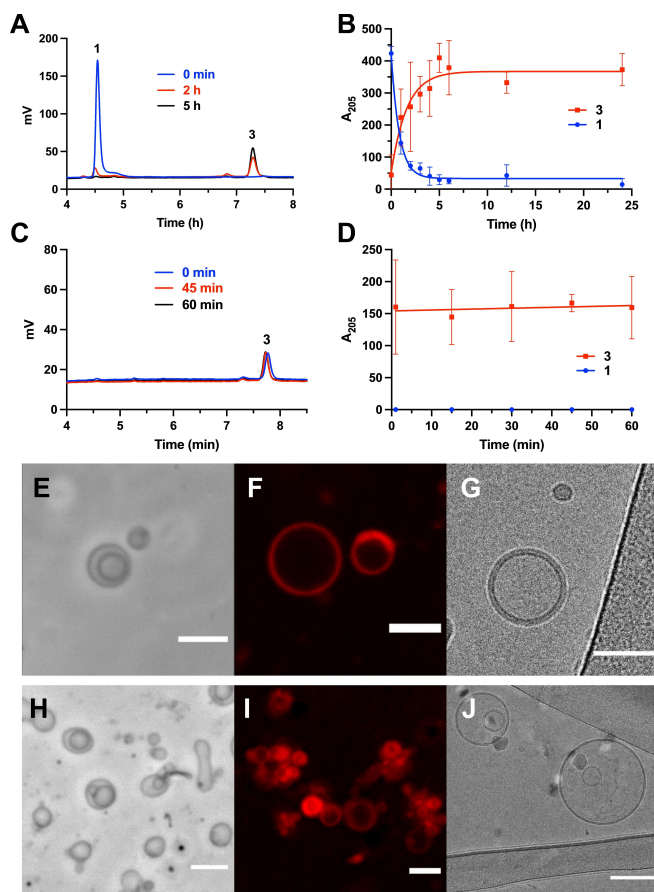 A
200
150
100
50
0
mV
1
0 min
2 h
5 h
3
4 5 6 7 8
Time (h)
B
500
400
300
200
100
0
A205
3
1
0 5 10 15 20 25
Time (h)
C
80
60
40
20
0
mV
0 min
45 min
60 min
3
4 5 6 7 8
Time (min)
D
250
200
150
100
50
0
A205
3
1
0 10 20 30 40 50 60
Time (min)
E
F
G
H
I
J